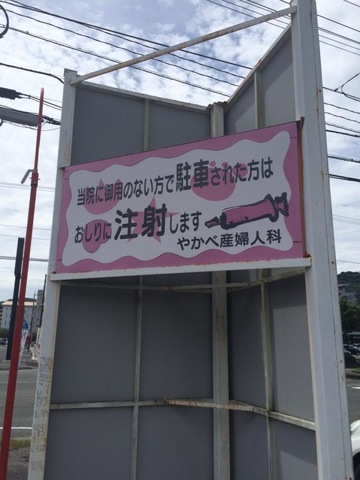 当院に御用のない方で駐車された方は
おしりに注射します
やかべ産婦人科